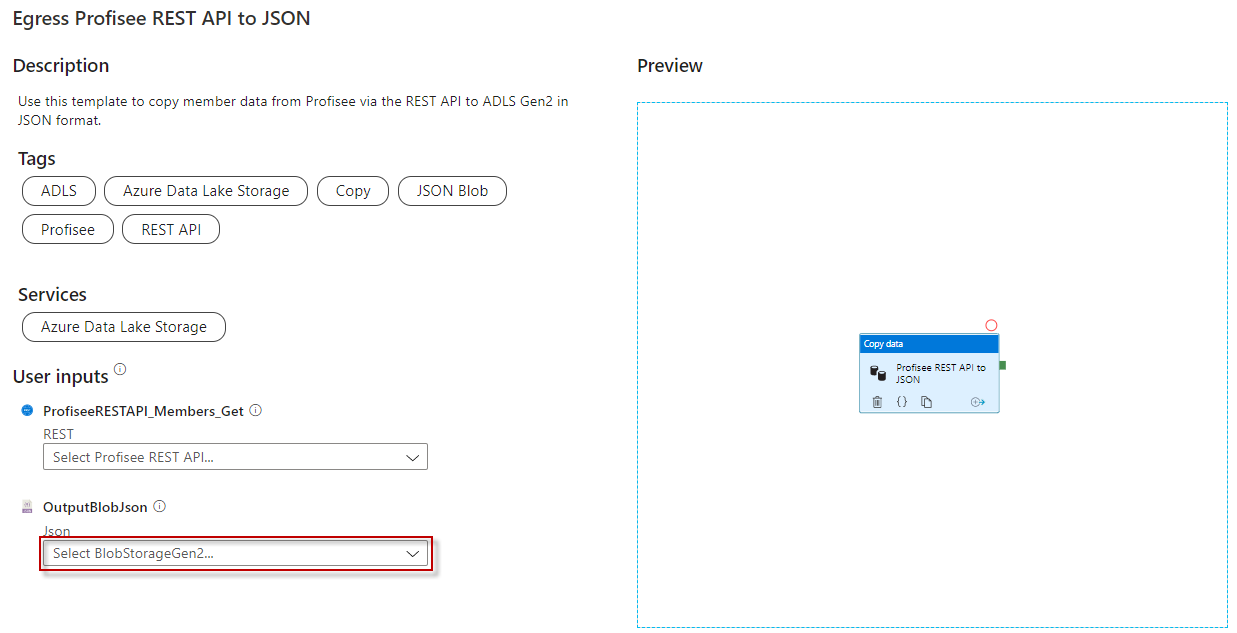 Egress Profisee REST API to JSON
Description
Use this template to copy member data from Profisee via the REST API to ADLS Gen2 in
JSON format.
Tags
ADLS
Azure Data Lake Storage
Copy
JSON Blob
Profisee
REST API
Services
Azure Data Lake Storage
User inputs
ProfiseeRESTAPI_Members_Get
REST
Select Profisee REST API...
OutputBlobJson
Json
Select BlobStorageGen2...
Preview
Copy data
Profisee REST API to
JSON